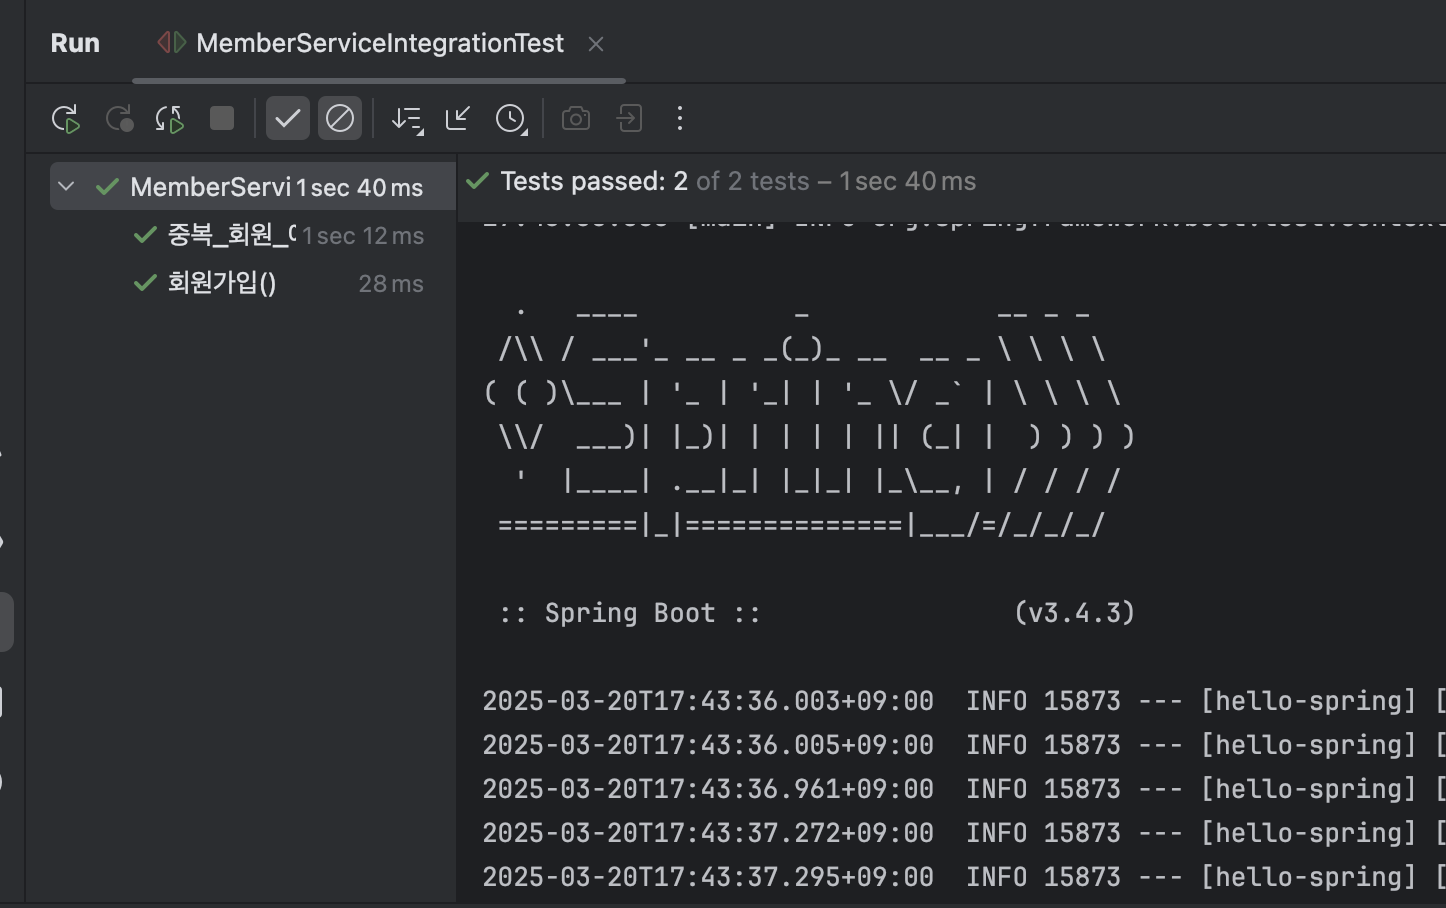 Run
MemberServiceIntegrationTest
MemberServi 1 sec 40 ms
중복_회원_ 1 sec 12 ms
회원가입() 28 ms
Tests passed: 2 of 2 tests – 1 sec 40 ms
  .   ____          _            __ _ _
 /\\ / ___'_ __ _ _(_)_ __  __ _ \ \ \ \
( ( )\___ | '_ | '_| | '_ \/ _` | \ \ \ \
 \\/  ___)| |_)| | | | | || (_| |  ) ) ) )
  '  |____| .__|_| |_|_| |_\__, | / / / /
 =========|_|==============|___/=/_/_/_/
 :: Spring Boot ::                (v3.4.3)
2025-03-20T17:43:36.003+09:00  INFO 15873 --- [hello-spring] [
2025-03-20T17:43:36.005+09:00  INFO 15873 --- [hello-spring] [
2025-03-20T17:43:36.961+09:00  INFO 15873 --- [hello-spring] [
2025-03-20T17:43:37.272+09:00  INFO 15873 --- [hello-spring] [
2025-03-20T17:43:37.295+09:00  INFO 15873 --- [hello-spring] [